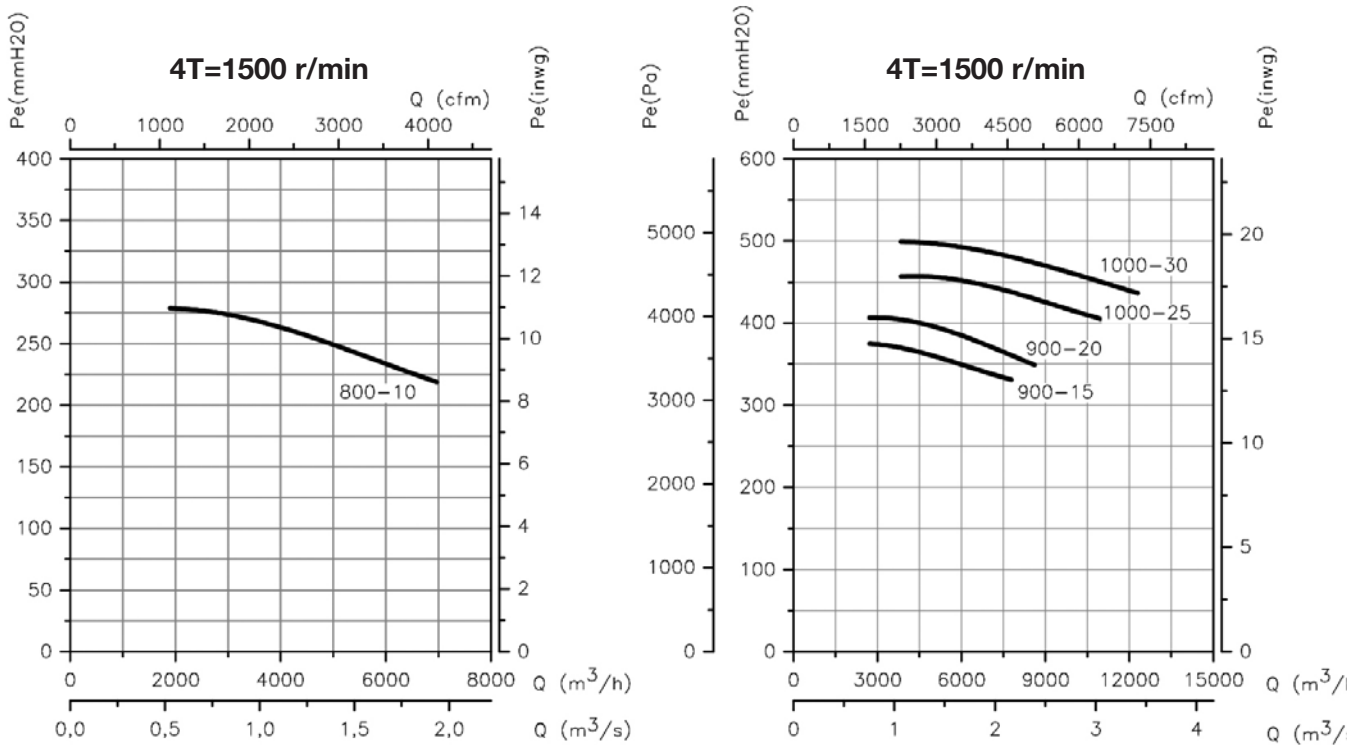 4T=1500 r/min
Pe(mmH2O)
Q (cfm)
Pe(inwg)
0 1000 2000 3000 4000
400
350
300
250
200
150
100
50
0
14
12
10
8
6
4
2
0
800-10
0 2000 4000 6000 8000 Q (m³/h)
0,0 0,5 1,0 1,5 2,0 Q (m³/s)
4T=1500 r/min
Pe(Pa)
Pe(mmH2O)
Q (cfm)
Pe(inwg)
0 1500 3000 4500 6000 7500
5000
4000
3000
2000
1000
0
600
500
400
300
200
100
0
20
15
10
5
0
1000-30
1000-25
900-20
900-15
0 3000 6000 9000 12000 15000 Q (m³/h
0 1 2 3 4 Q (m³/s